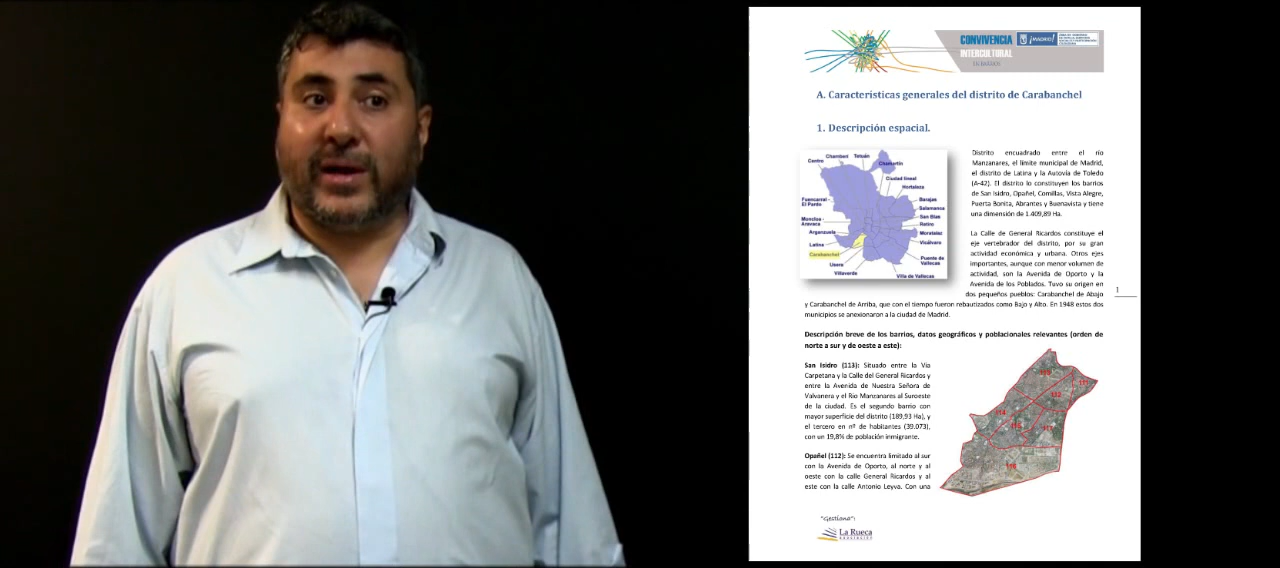 CONVIVENCIA
INTERCULTURAL
EN BARRIOS
¡MADRID!
A. Características generales del distrito de Carabanchel
1. Descripción espacial.
Centro
Chamberí
Tetuán
Chamartín
Ciudad lineal
Hortaleza
Fuencarral-
El Pardo
Barajas
Salamanca
San Blas
Retiro
Moncloa -
Aravaca
Arganzuela
Moratalaz
Vicálvaro
Latina
Carabanchel
Usera
Villaverde
Puente de
Vallecas
Villa de Vallecas
Distrito encuadrado entre el río
Manzanares, el límite municipal de Madrid,
el distrito de Latina y la Autovía de Toledo
(A-42). El distrito lo constituyen los barrios
de San Isidro, Opañel, Comillas, Vista Alegre,
Puerta Bonita, Abrantes y Buenavista y tiene
una dimensión de 1.409,89 Ha.
La Calle de General Ricardos constituye el
eje vertebrador del distrito, por su gran
actividad económica y urbana. Otros ejes
importantes, aunque con menor volumen de
actividad, son la Avenida de Oporto y la
Avenida de los Poblados. Tuvo su origen en
dos pequeños pueblos: Carabanchel de Abajo
y Carabanchel de Arriba, que con el tiempo fueron rebautizados como Bajo y Alto. En 1948 estos dos
municipios se anexionaron a la ciudad de Madrid.
1
Descripción breve de los barrios, datos geográficos y poblacionales relevantes (orden de
norte a sur y de oeste a este):
San Isidro (113): Situado entre la Vía
Carpetana y la Calle del General Ricardos y
entre la Avenida de Nuestra Señora de
Valvanera y el Río Manzanares al Suroeste
de la ciudad. Es el segundo barrio con
mayor superficie del distrito (189,93 Ha), y
el tercero en nº de habitantes (39.073),
con un 19,8% de población inmigrante.
Opañel (112): Se encuentra limitado al sur
con la Avenida de Oporto, al norte y al
oeste con la calle General Ricardos y al
este con la calle Antonio Leyva. Con una
111
112
114
117
116
"Gestiona":
La Rueca
ASOCIACIÓN